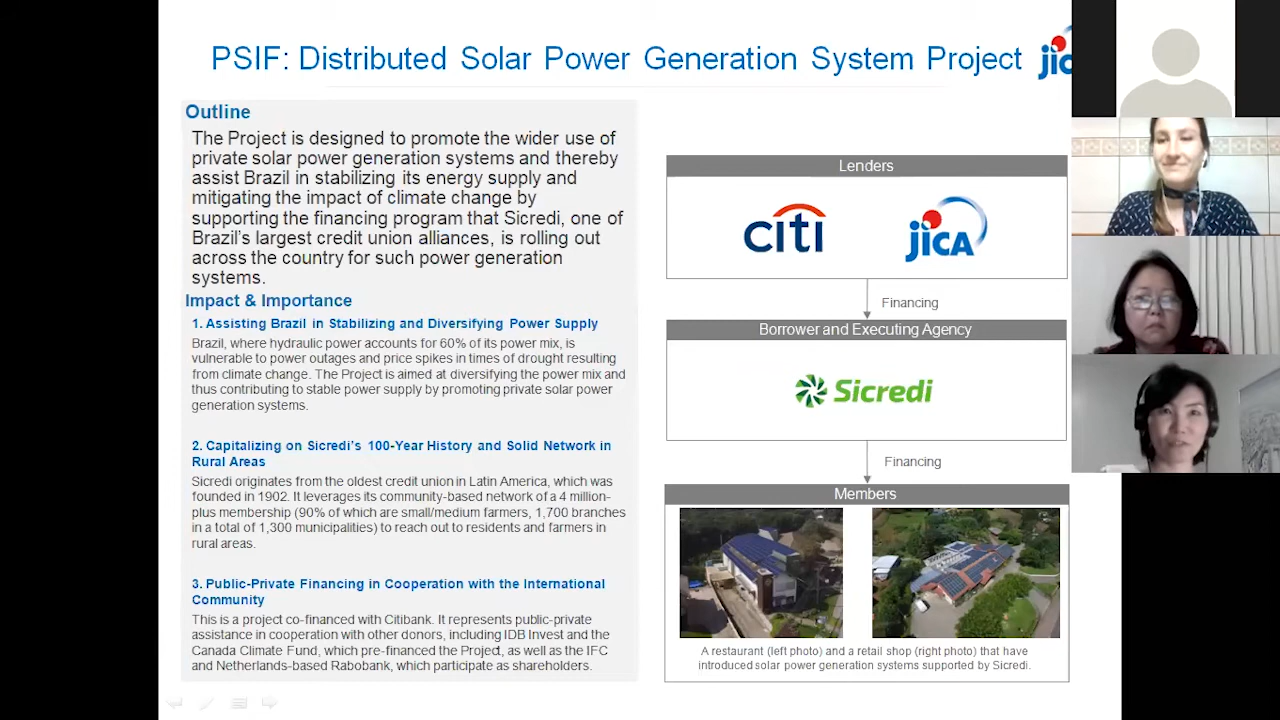 PSIF: Distributed Solar Power Generation System Project
Outline
The Project is designed to promote the wider use of
private solar power generation systems and thereby
assist Brazil in stabilizing its energy supply and
mitigating the impact of climate change by
supporting the financing program that Sicredi, one of
Brazil's largest credit union alliances, is rolling out
across the country for such power generation
systems.
Impact & Importance
1. Assisting Brazil in Stabilizing and Diversifying Power Supply
Brazil, where hydraulic power accounts for 60% of its power mix, is
vulnerable to power outages and price spikes in times of drought resulting
from climate change. The Project is aimed at diversifying the power mix and
thus contributing to stable power supply by promoting private solar power
generation systems.
2. Capitalizing on Sicredi's 100-Year History and Solid Network in
Rural Areas
Sicredi originates from the oldest credit union in Latin America, which was
founded in 1902. It leverages its community-based network of a 4 million-
plus membership (90% of which are small/medium farmers, 1,700 branches
in a total of 1,300 municipalities) to reach out to residents and farmers in
rural areas.
3. Public-Private Financing in Cooperation with the International
Community
This is a project co-financed with Citibank. It represents public-private
assistance in cooperation with other donors, including IDB Invest and the
Canada Climate Fund, which pre-financed the Project, as well as the IFC
and Netherlands-based Rabobank, which participate as shareholders.
Lenders
citi
jICA
Financing
Borrower and Executing Agency
Sicredi
Financing
Members
A restaurant (left photo) and a retail shop (right photo) that have
introduced solar power generation systems supported by Sicredi.